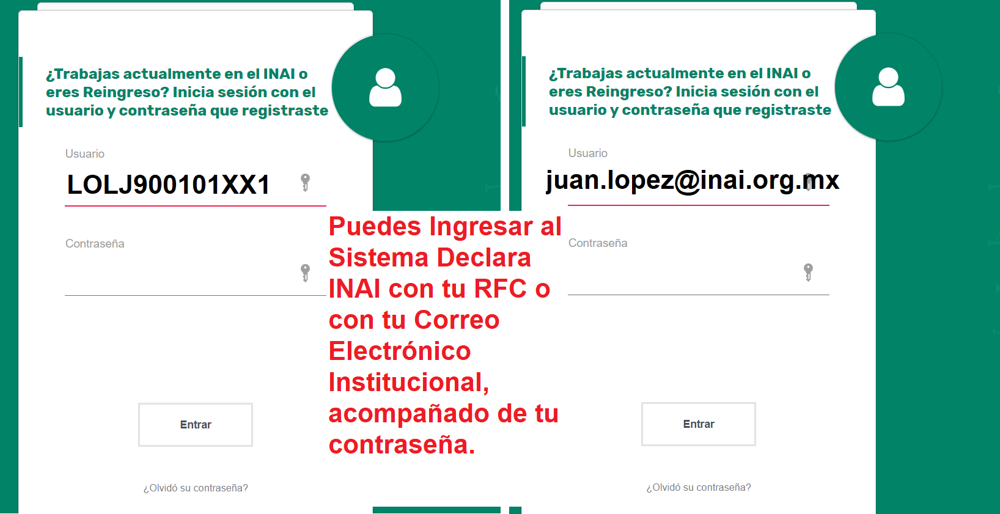 ¿Trabajas actualmente en el INAI o
eres Reingreso? Inicia sesión con el
usuario y contraseña que registraste
Usuario
LOLJ900101XX1
Contraseña
Entrar
¿Olvidó su contraseña?
Puedes Ingresar al
Sistema Declara
INAI con tu RFC o
con tu Correo
Electrónico
Institucional,
acompañado de tu
contraseña.
¿Trabajas actualmente en el INAI o
eres Reingreso? Inicia sesión con el
usuario y contraseña que registraste
Usuario
juan.lopez@inai.org.mx
Contraseña
Entrar
¿Olvidó su contraseña?